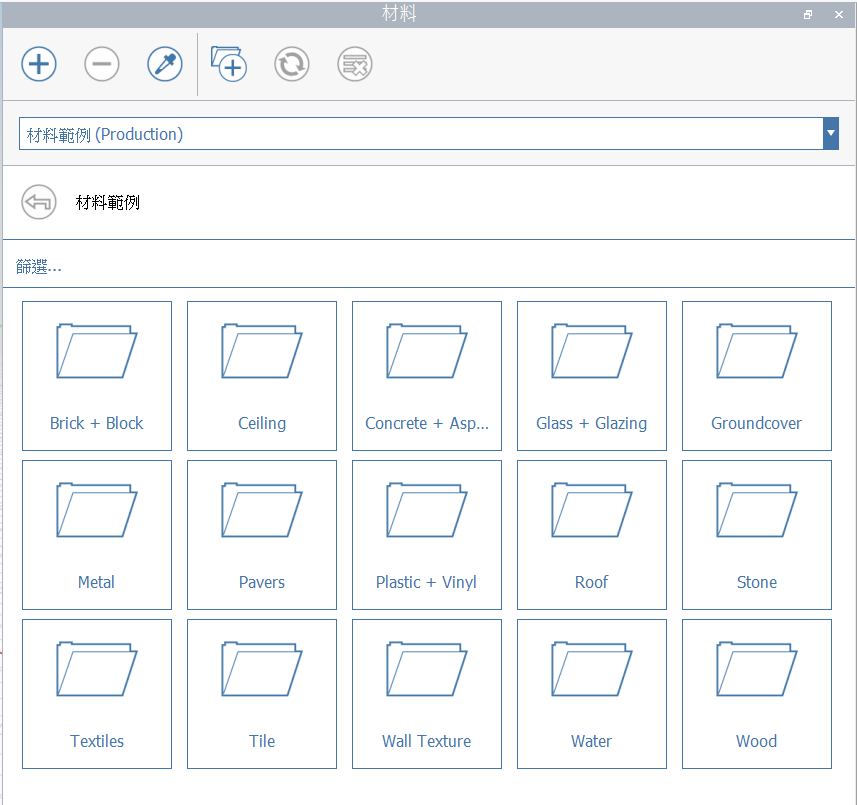 材料
材料範例 (Production)
材料範例
篩選...
Brick + Block
Ceiling
Concrete + Asp...
Glass + Glazing
Groundcover
Metal
Pavers
Plastic + Vinyl
Roof
Stone
Textiles
Tile
Wall Texture
Water
Wood